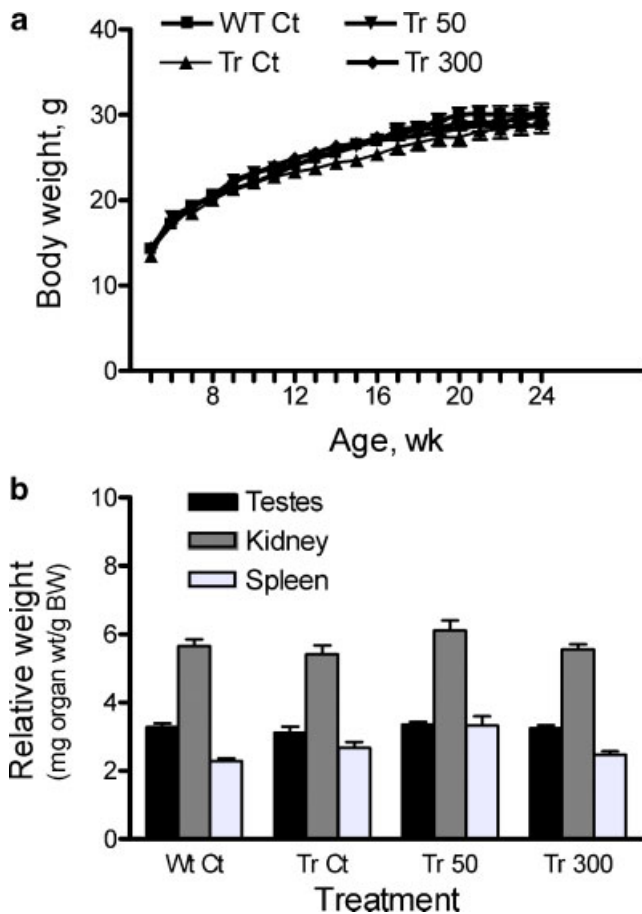 a
WT Ct
Tr 50
Tr Ct
Tr 300
40
30
20
10
0
Body weight, g
8 12 16 20 24
Age, wk
b
Testes
Kidney
Spleen
10
8
6
4
2
0
Relative weight
(mg organ wt/g BW)
Wt Ct Tr Ct Tr 50 Tr 300
Treatment